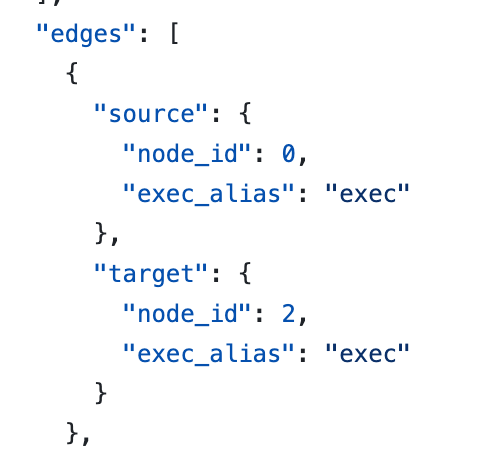 ],
"edges": [
{
"source": {
"node_id": 0,
"exec_alias": "exec"
},
"target": {
"node_id": 2,
"exec_alias": "exec"
}
},